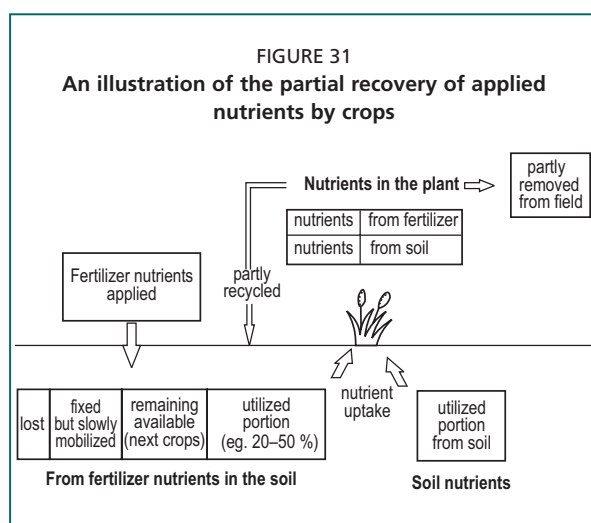 FIGURE 31
An illustration of the partial recovery of applied
nutrients by crops
Nutrients in the plant
partly
removed
from field
nutrients from fertilizer
nutrients from soil
Fertilizer nutrients
applied
partly
recycled
nutrient
uptake
lost
fixed
but slowly
mobilized
remaining
available
(next crops)
utilized
portion
(eg. 20–50 %)
utilized
portion
from soil
From fertilizer nutrients in the soil
Soil nutrients